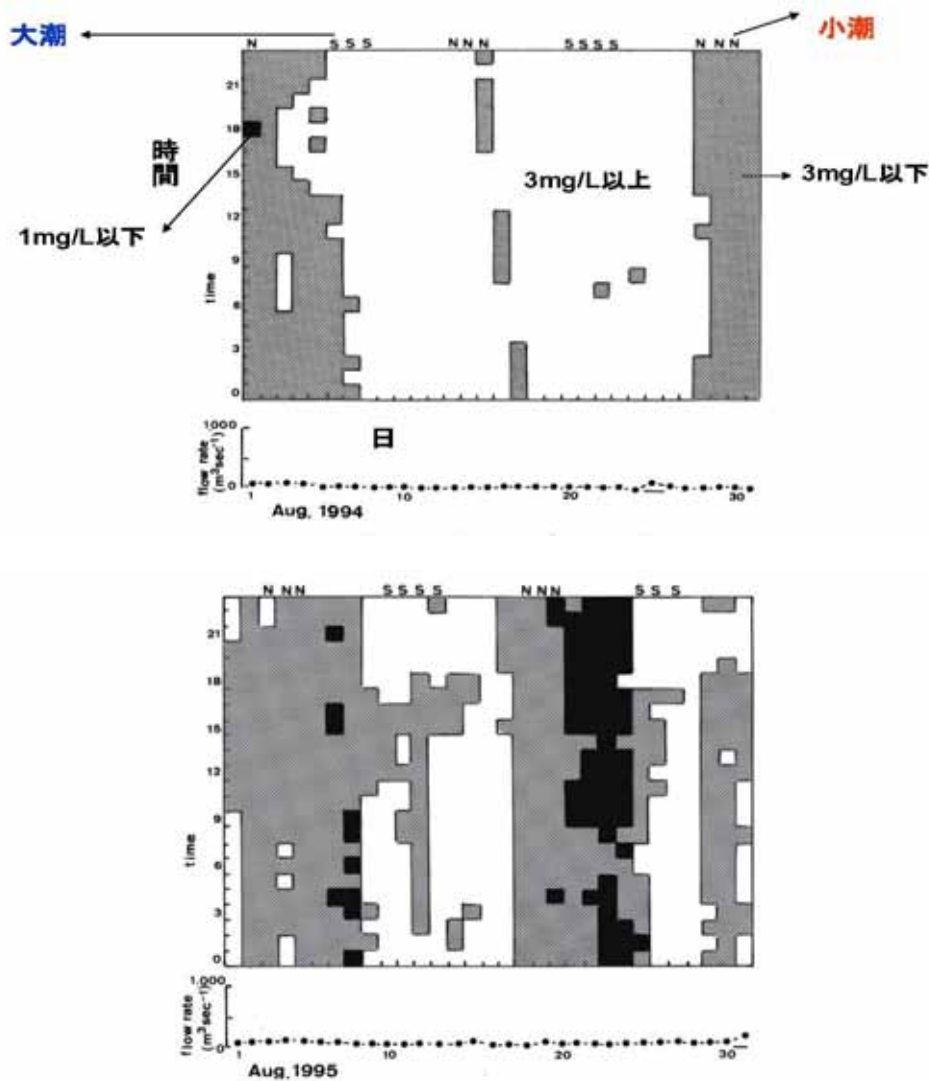 大潮
小潮
N S S S N N N S S S S N N N
21
18
15
12
9
6
3
0
時間
time
3mg/L以上
3mg/L以下
1mg/L以下
日
1000
0
flow rate
(m³sec⁻¹)
1 10 20 30
Aug, 1994
N N N S S S S N N N S S S
21
18
15
12
9
6
3
0
time
1,000
0
flow rate
(m³sec⁻¹)
1 10 20 30
Aug,1995